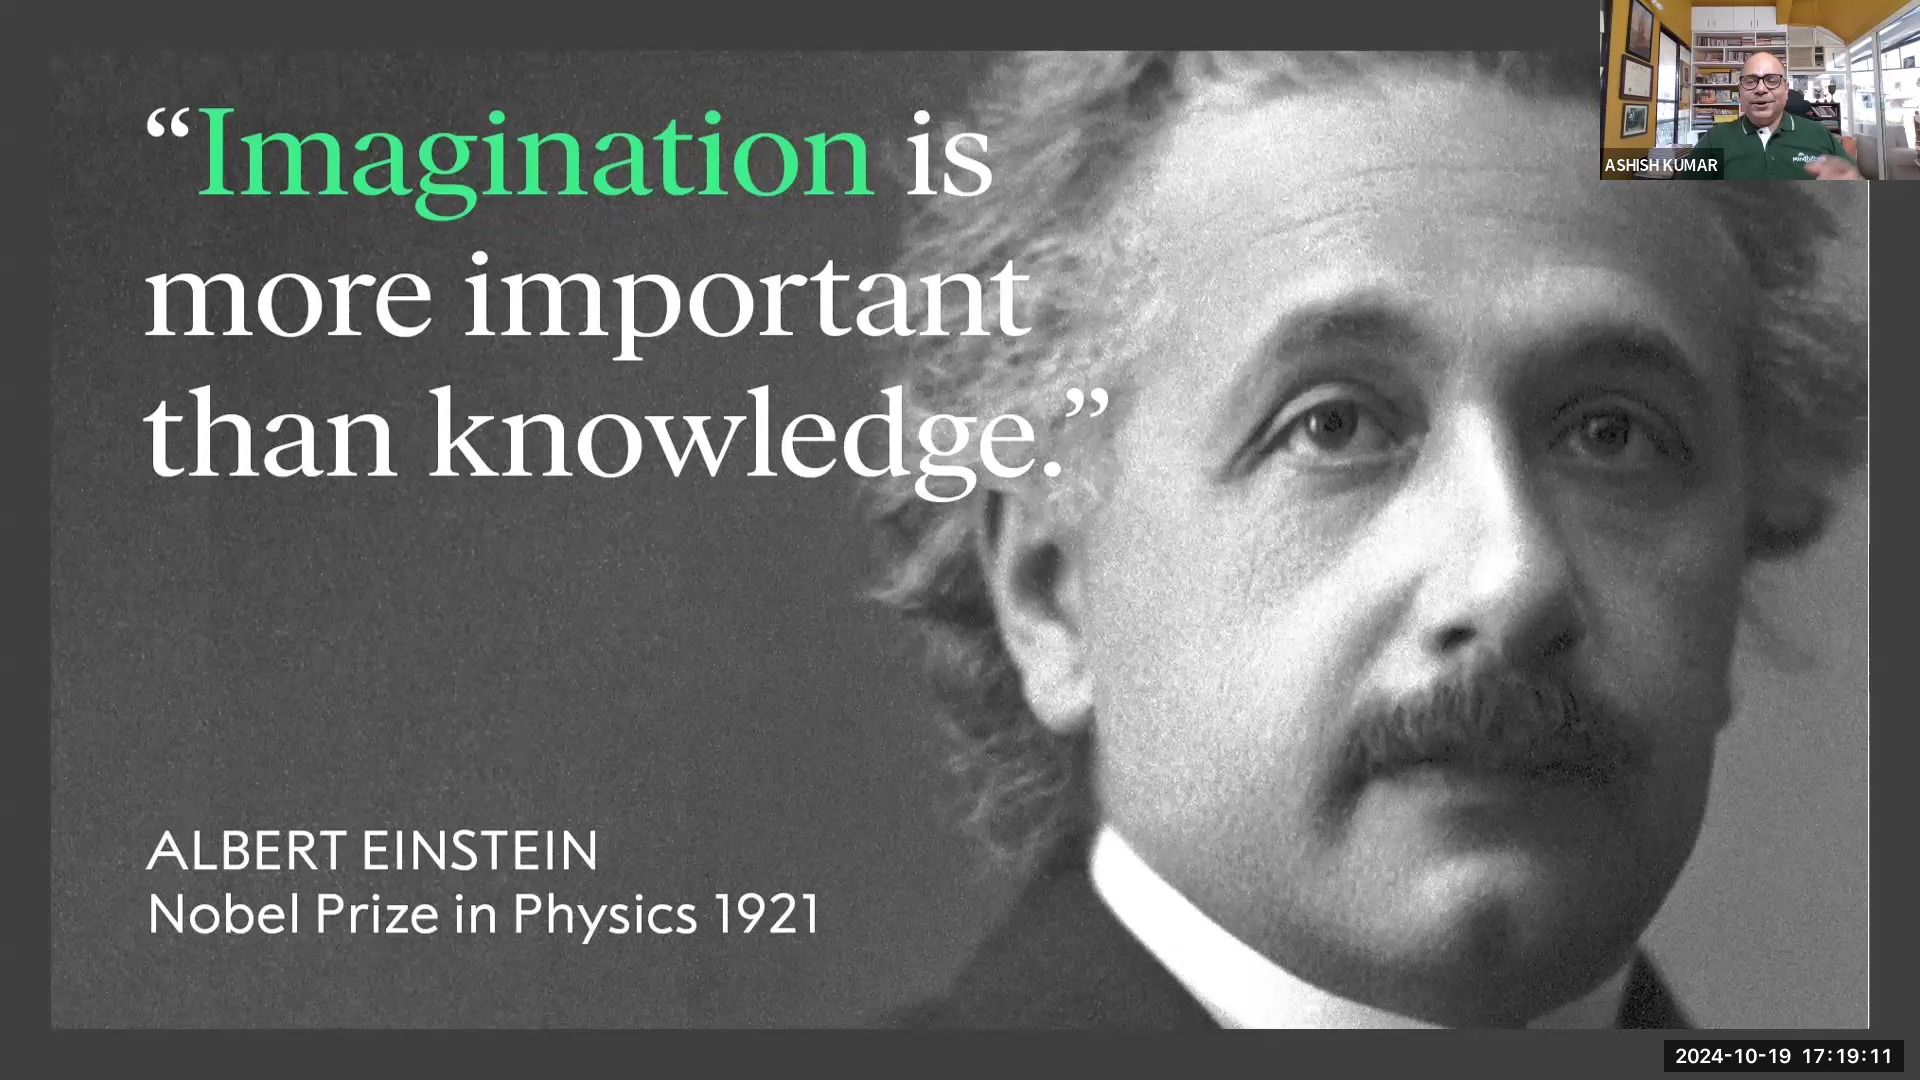 “Imagination is
more important
than knowledge.”
ALBERT EINSTEIN
Nobel Prize in Physics 1921
ASHISH KUMAR
2024-10-19 17:19:11